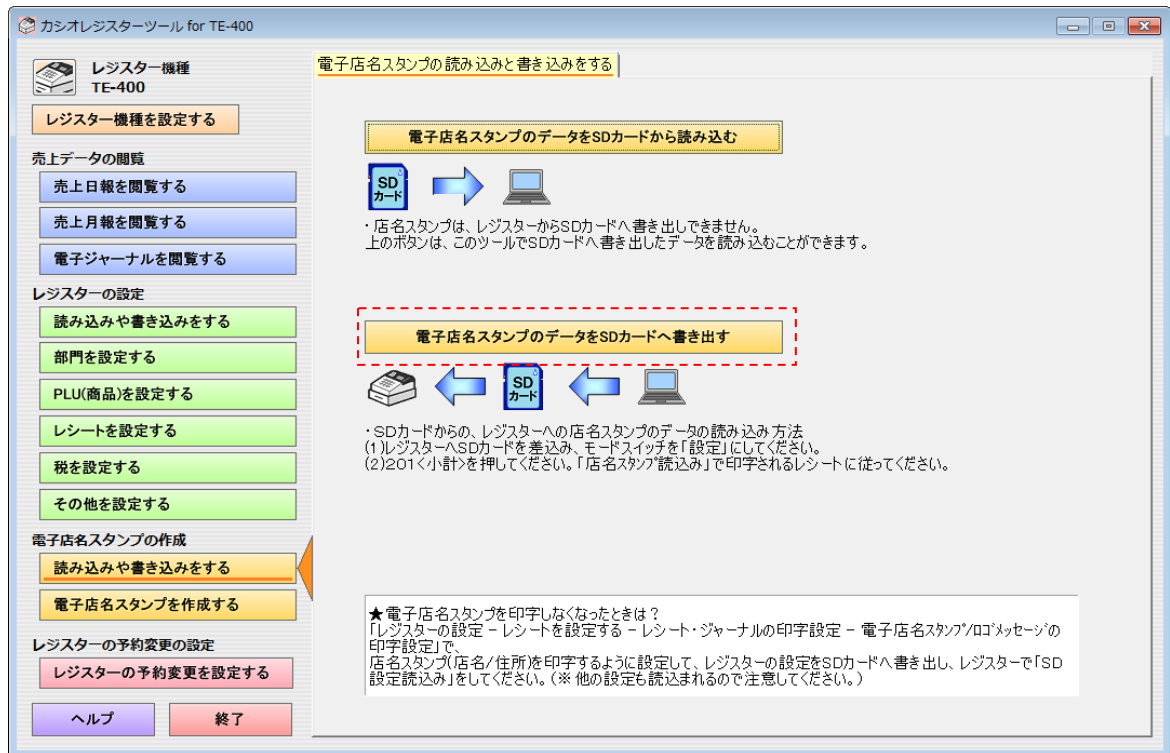 カシオレジスターツール for TE-400
レジスター機種
TE-400
レジスター機種を設定する
売上データの閲覧
売上日報を閲覧する
売上月報を閲覧する
電子ジャーナルを閲覧する
レジスターの設定
読み込みや書き込みをする
部門を設定する
PLU(商品)を設定する
レシートを設定する
税を設定する
その他を設定する
電子店名スタンプの作成
読み込みや書き込みをする
電子店名スタンプを作成する
レジスターの予約変更の設定
レジスターの予約変更を設定する
ヘルプ
終了
電子店名スタンプの読み込みと書き込みをする
電子店名スタンプのデータをSDカードから読み込む
SD
カード
・店名スタンプは、レジスターからSDカードへ書き出しできません。
上のボタンは、このツールでSDカードへ書き出したデータを読み込むことができます。
電子店名スタンプのデータをSDカードへ書き出す
SD
カード
・SDカードからの、レジスターへの店名スタンプのデータの読み込み方法
(1)レジスターへSDカードを差込み、モードスイッチを「設定」にしてください。
(2)201<小計>を押してください。「店名ｽﾀﾝﾌﾟ読込み」で印字されるレシートに従ってください。
★電子店名スタンプを印字しなくなったときは？
「レジスターの設定 － レシートを設定する － レシート・ジャーナルの印字設定 － 電子店名ｽﾀﾝﾌﾟ/ﾛｺﾞﾒｯｾｰｼﾞの
印字設定」で、
店名スタンプ(店名/住所)を印字するように設定して、レジスターの設定をSDカードへ書き出し、レジスターで「SD
設定読込み」をしてください。(※ 他の設定も読込まれるので注意してください。)